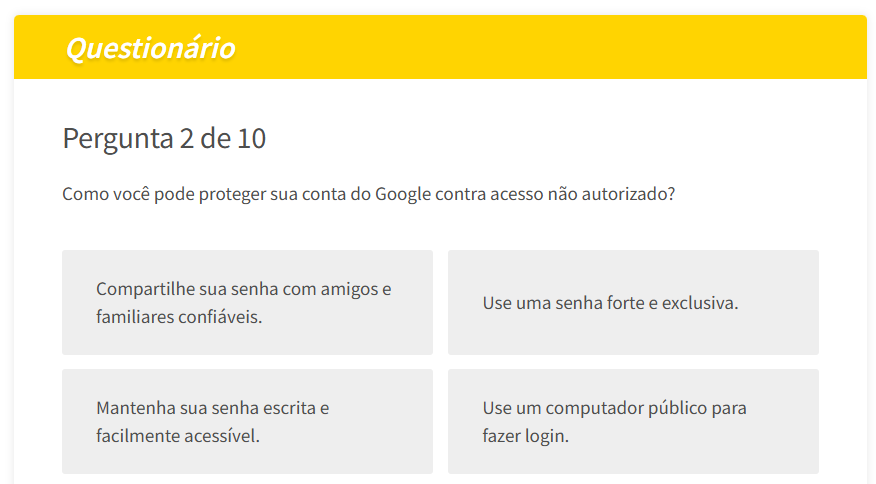 Questionário
Pergunta 2 de 10
Como você pode proteger sua conta do Google contra acesso não autorizado?
Compartilhe sua senha com amigos e
familiares confiáveis.
Use uma senha forte e exclusiva.
Mantenha sua senha escrita e
facilmente acessível.
Use um computador público para
fazer login.